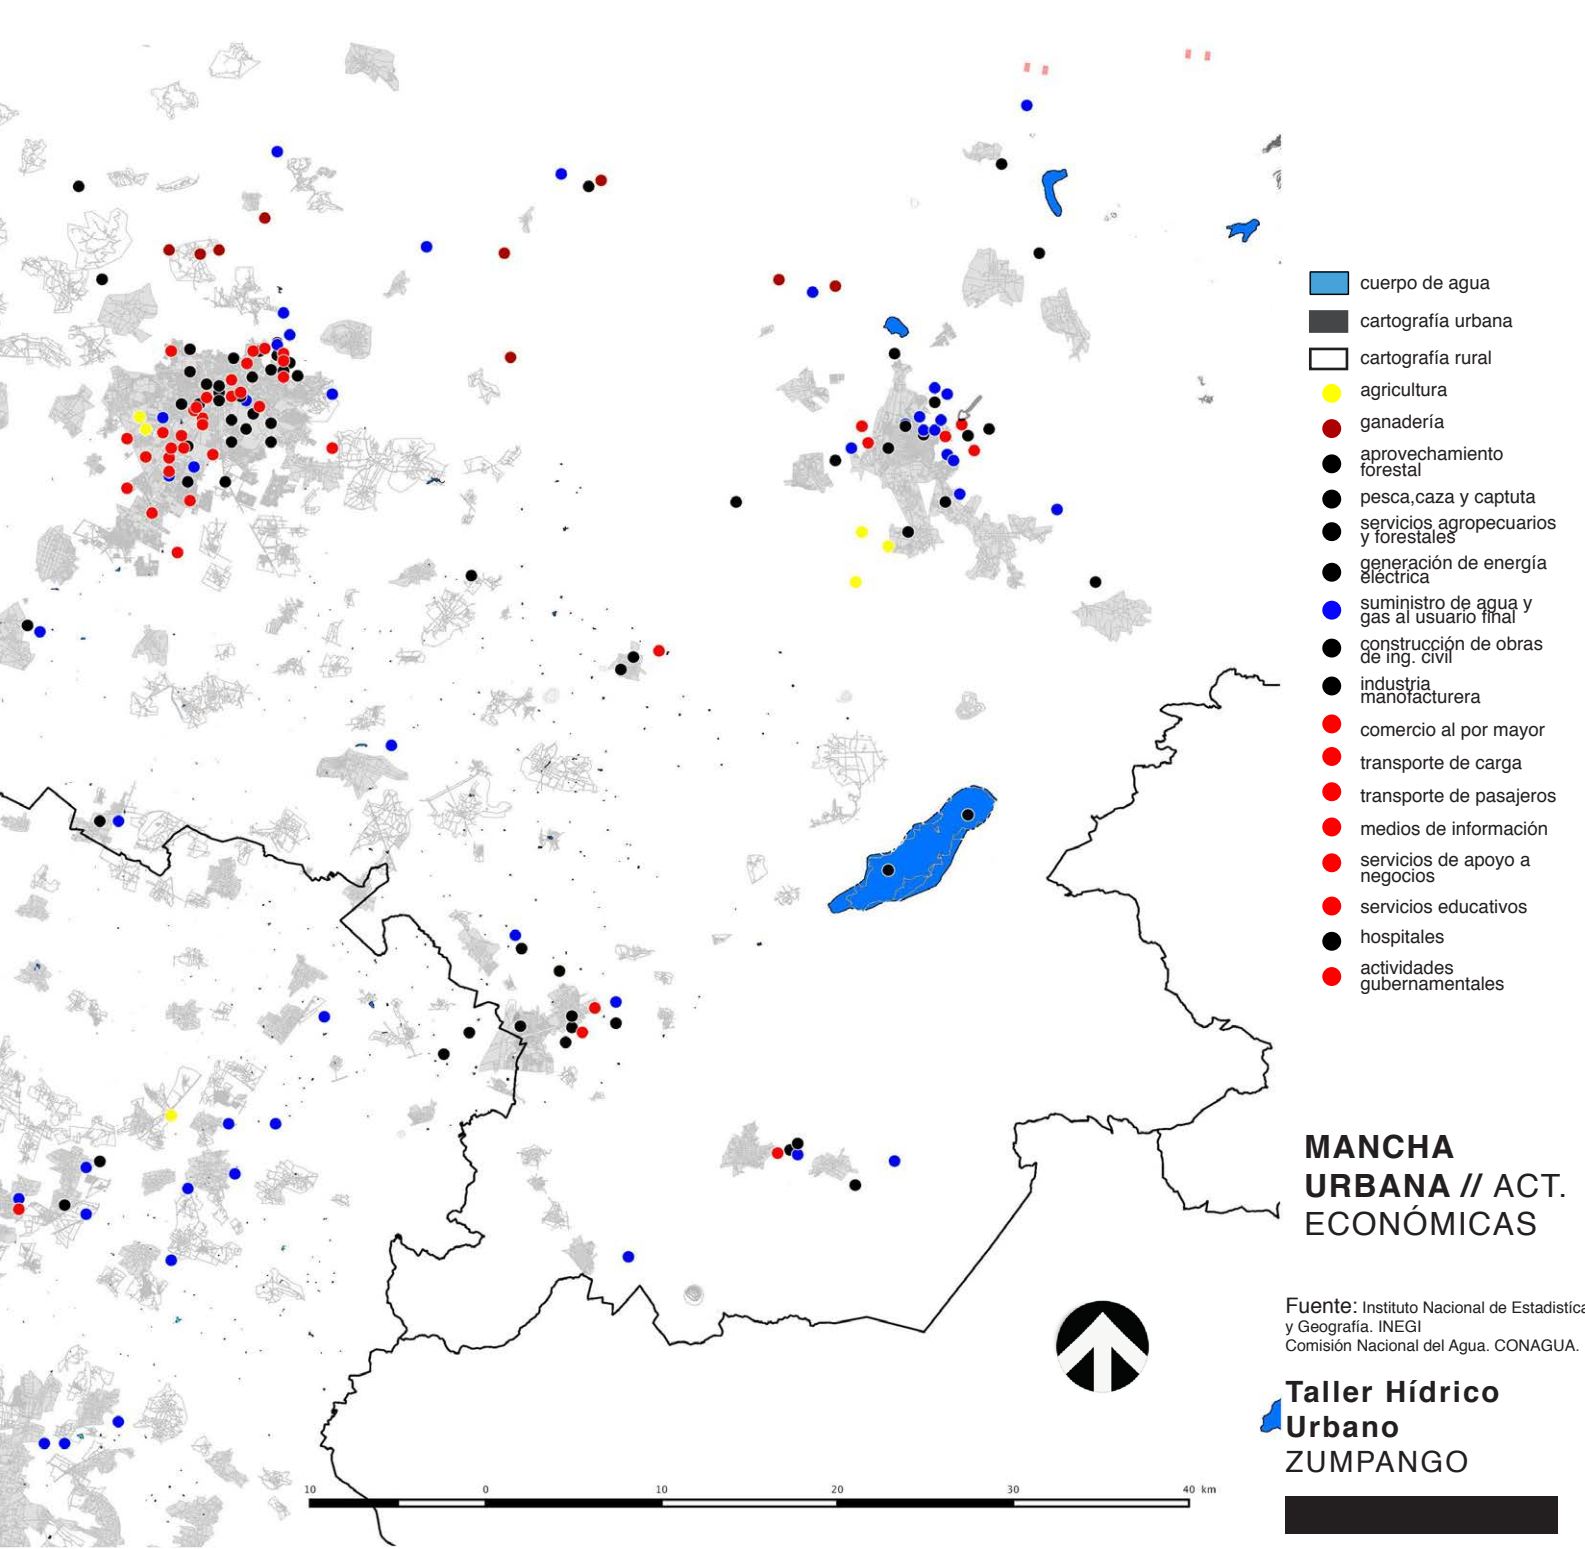 cuerpo de agua
cartografía urbana
cartografía rural
agricultura
ganadería
aprovechamiento
forestal
pesca,caza y captuta
servicios agropecuarios
y forestales
generación de energía
eléctrica
suministro de agua y
gas al usuario final
construcción de obras
de ing. civil
industria
manofacturera
comercio al por mayor
transporte de carga
transporte de pasajeros
medios de información
servicios de apoyo a
negocios
servicios educativos
hospitales
actividades
gubernamentales
MANCHA
URBANA // ACT.
ECONÓMICAS
Fuente: Instituto Nacional de Estadistíca
y Geografía. INEGI
Comisión Nacional del Agua. CONAGUA.
Taller Hídrico
Urbano
ZUMPANGO
10 0 10 20 30 40 km